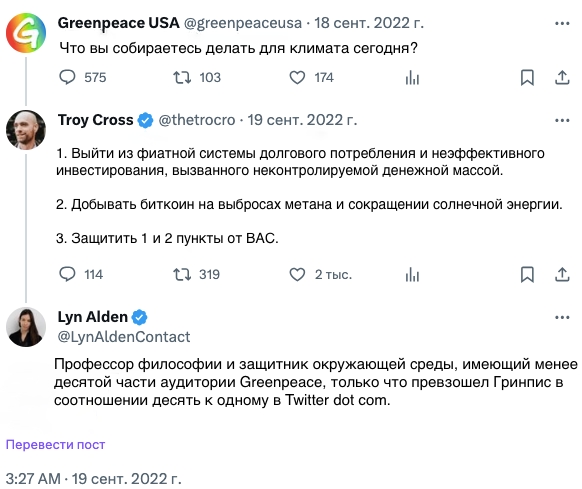 Greenpeace USA @greenpeaceusa · 18 сент. 2022 г.
Что вы собираетесь делать для климата сегодня?
575 103 174
Troy Cross @thetrocro · 19 сент. 2022 г.
1. Выйти из фиатной системы долгового потребления и неэффективного
инвестирования, вызванного неконтролируемой денежной массой.
2. Добывать биткоин на выбросах метана и сокращении солнечной энергии.
3. Защитить 1 и 2 пункты от ВАС.
114 319 2 тыс.
Lyn Alden
@LynAldenContact
Профессор философии и защитник окружающей среды, имеющий менее
десятой части аудитории Greenpeace, только что превзошел Гринпис в
соотношении десять к одному в Twitter dot com.
Перевести пост
3:27 AM · 19 сент. 2022 г.